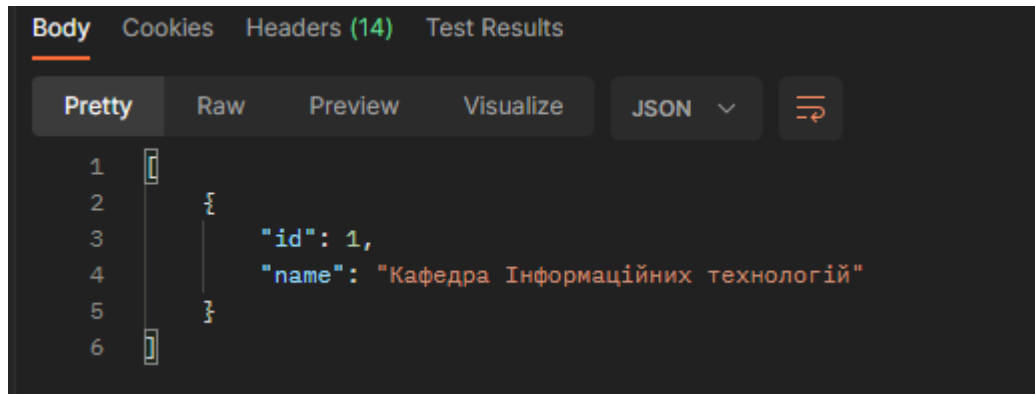 Body Cookies Headers (14) Test Results
Pretty Raw Preview Visualize JSON
1 [
2 {
3 "id": 1,
4 "name": "Кафедра Інформаційних технологій"
5 }
6 ]